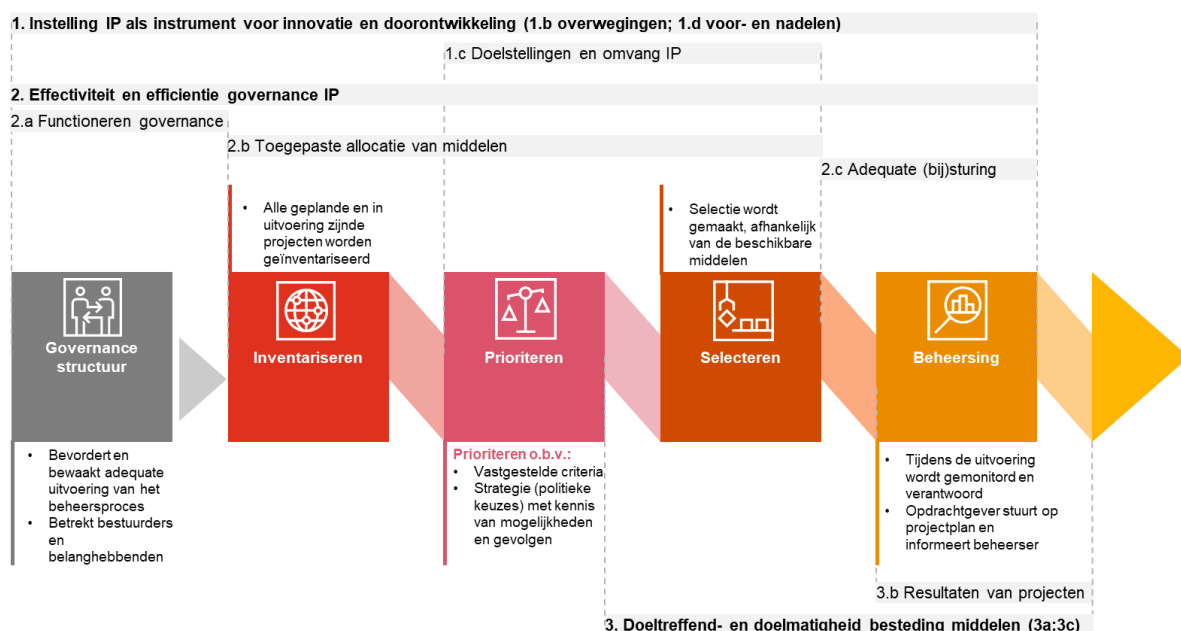 1. Instelling IP als instrument voor innovatie en doorontwikkeling (1.b overwegingen; 1.d voor- en nadelen)
1.c Doelstellingen en omvang IP
2. Effectiviteit en efficientie governance IP
2.a Functioneren governance
2.b Toegepaste allocatie van middelen
2.c Adequate (bij)sturing
• Alle geplande en in
uitvoering zijnde
projecten worden
geïnventariseerd
• Selectie wordt
gemaakt, afhankelijk
van de beschikbare
middelen
Governance
structuur
Inventariseren
Prioriteren
Selecteren
Beheersing
• Bevordert en
bewaakt adequate
uitvoering van het
beheersproces
• Betrekt bestuurders
en
belanghebbenden
Prioriteren o.b.v.:
• Vastgestelde criteria
• Strategie (politieke
keuzes) met kennis
van mogelijkheden
en gevolgen
• Tijdens de uitvoering
wordt gemonitord en
verantwoord
• Opdrachtgever stuurt op
projectplan en
informeert beheerser
3.b Resultaten van projecten
3. Doeltreffend- en doelmatigheid besteding middelen (3a;3c)